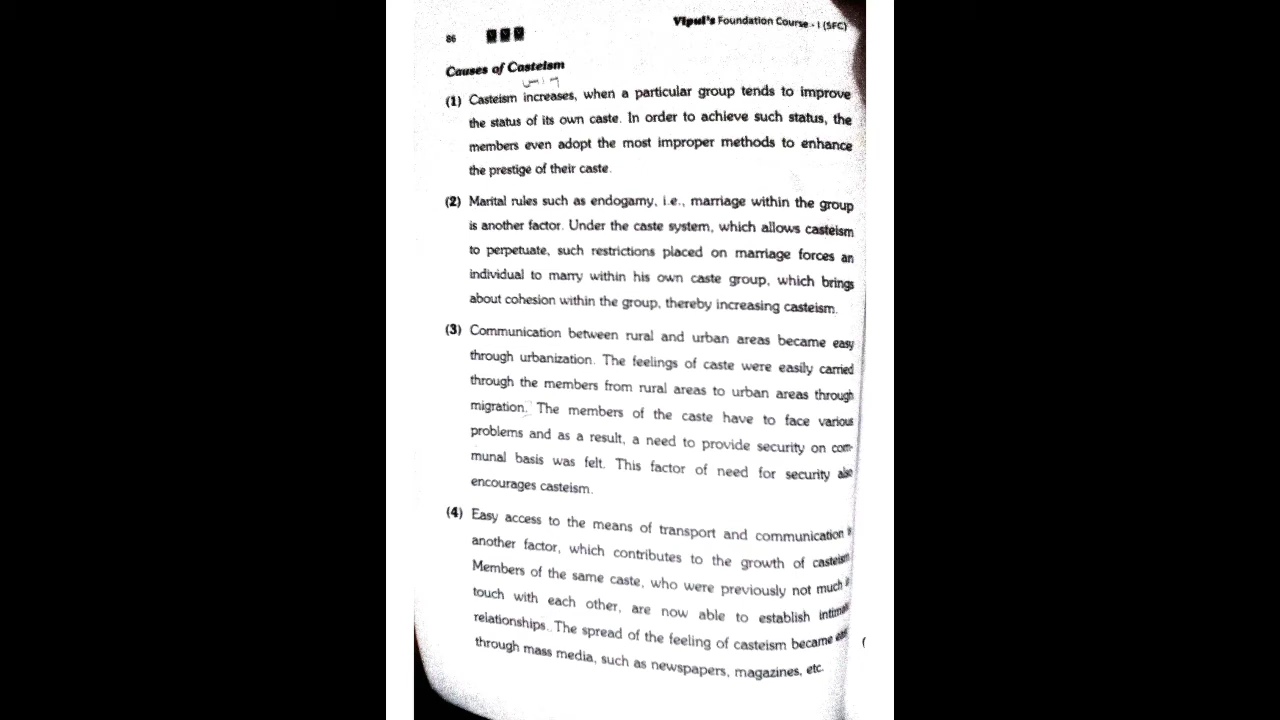 Vipul's Foundation Course - I (SFC)
86
Causes of Casteism
(1) Casteism increases, when a particular group tends to improve
the status of its own caste. In order to achieve such status, the
members even adopt the most improper methods to enhance
the prestige of their caste.
(2) Marital rules such as endogamy, i.e., marriage within the group
is another factor. Under the caste system, which allows casteism
to perpetuate, such restrictions placed on marriage forces an
individual to marry within his own caste group, which brings
about cohesion within the group, thereby increasing casteism.
(3) Communication between rural and urban areas became easy
through urbanization. The feelings of caste were easily carried
through the members from rural areas to urban areas through
migration. The members of the caste have to face various
problems and as a result, a need to provide security on com-
munal basis was felt. This factor of need for security also
encourages casteism.
(4) Easy access to the means of transport and communication
another factor, which contributes to the growth of casteism
Members of the same caste, who were previously not much
touch with each other, are now able to establish
relationships. The spread of the feeling of casteism became
through mass media, such as newspapers, magazines, etc.